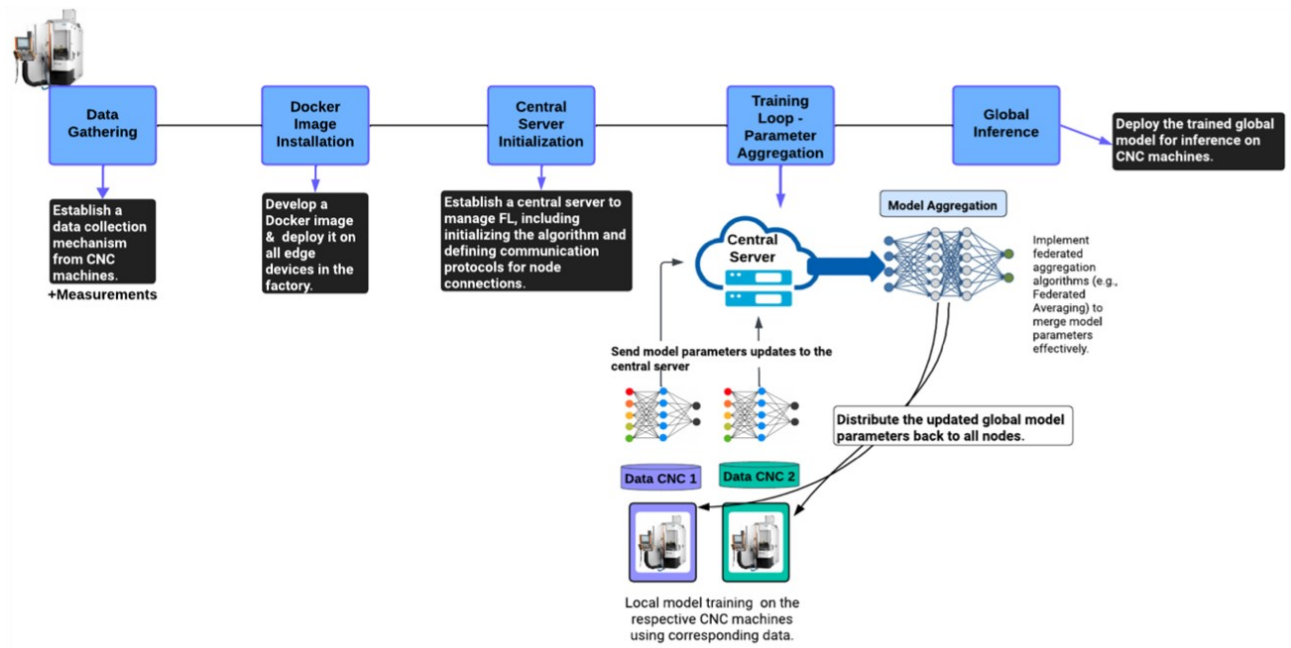 Data
Gathering
Docker
Image
Installation
Central
Server
Initialization
Training
Loop -
Parameter
Aggregation
Global
Inference
Deploy the trained global
model for inference on
CNC machines.
Establish a
data collection
mechanism
from CNC
machines.
+Measurements
Develop a
Docker image
& deploy it on
all edge
devices in the
factory.
Establish a central server to
manage FL, including
initializing the algorithm and
defining communication
protocols for node
connections.
Central
Server
Model Aggregation
Implement
federated
aggregation
algorithms (e.g.,
Federated
Averaging) to
merge model
parameters
effectively.
Send model parameters updates to the
central server
Distribute the updated global model
parameters back to all nodes.
Data CNC 1
Data CNC 2
Local model training on the
respective CNC machines
using corresponding data.